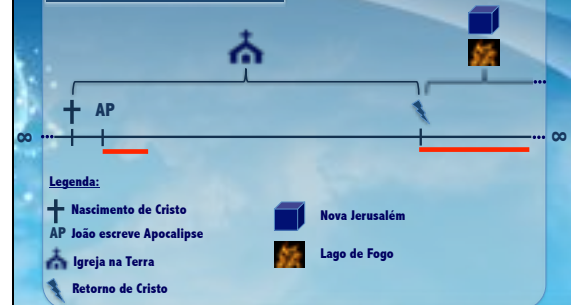 AP
∞
∞
Legenda:
Nascimento de Cristo
AP João escreve Apocalipse
Igreja na Terra
Retorno de Cristo
Nova Jerusalém
Lago de Fogo